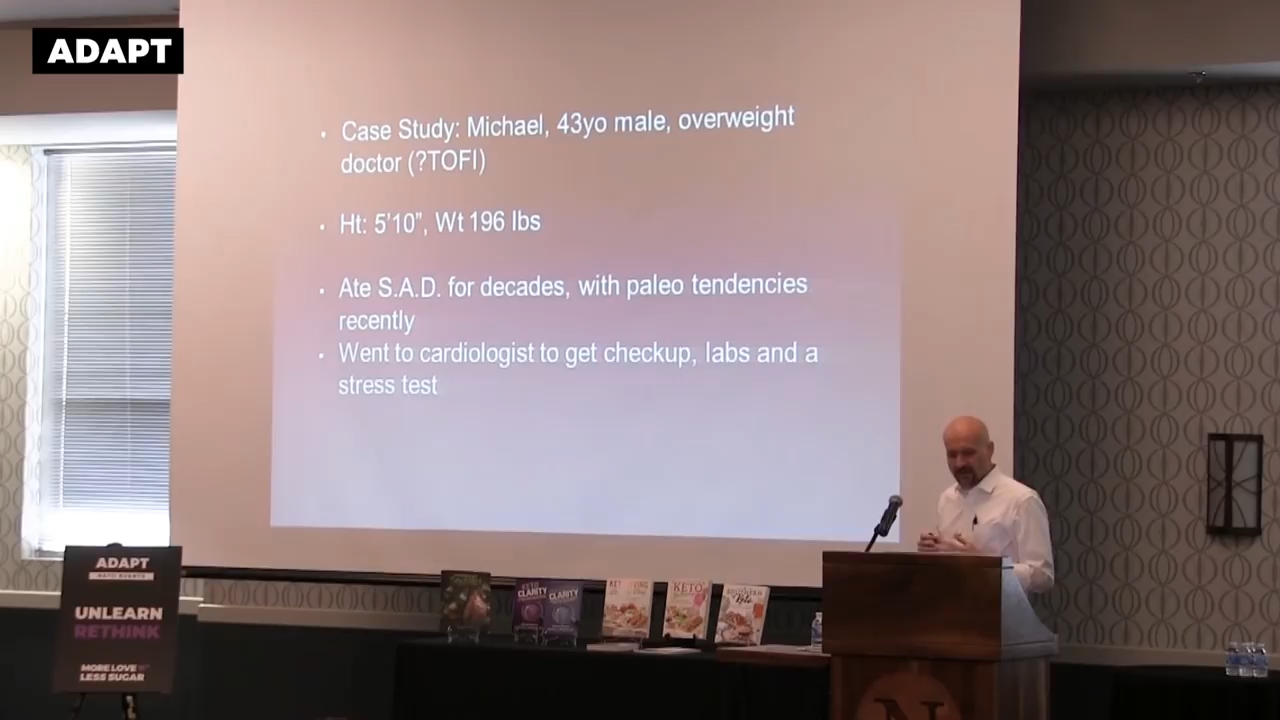 ADAPT
• Case Study: Michael, 43yo male, overweight
doctor (?TOFI)
• Ht: 5'10”, Wt 196 lbs
• Ate S.A.D. for decades, with paleo tendencies
recently
• Went to cardiologist to get checkup, labs and a
stress test
ADAPT
UNLEARN
RETHINK
MORE LOVE
LESS SUGAR
KETO
CLARITY
CLARITY
KETO
N